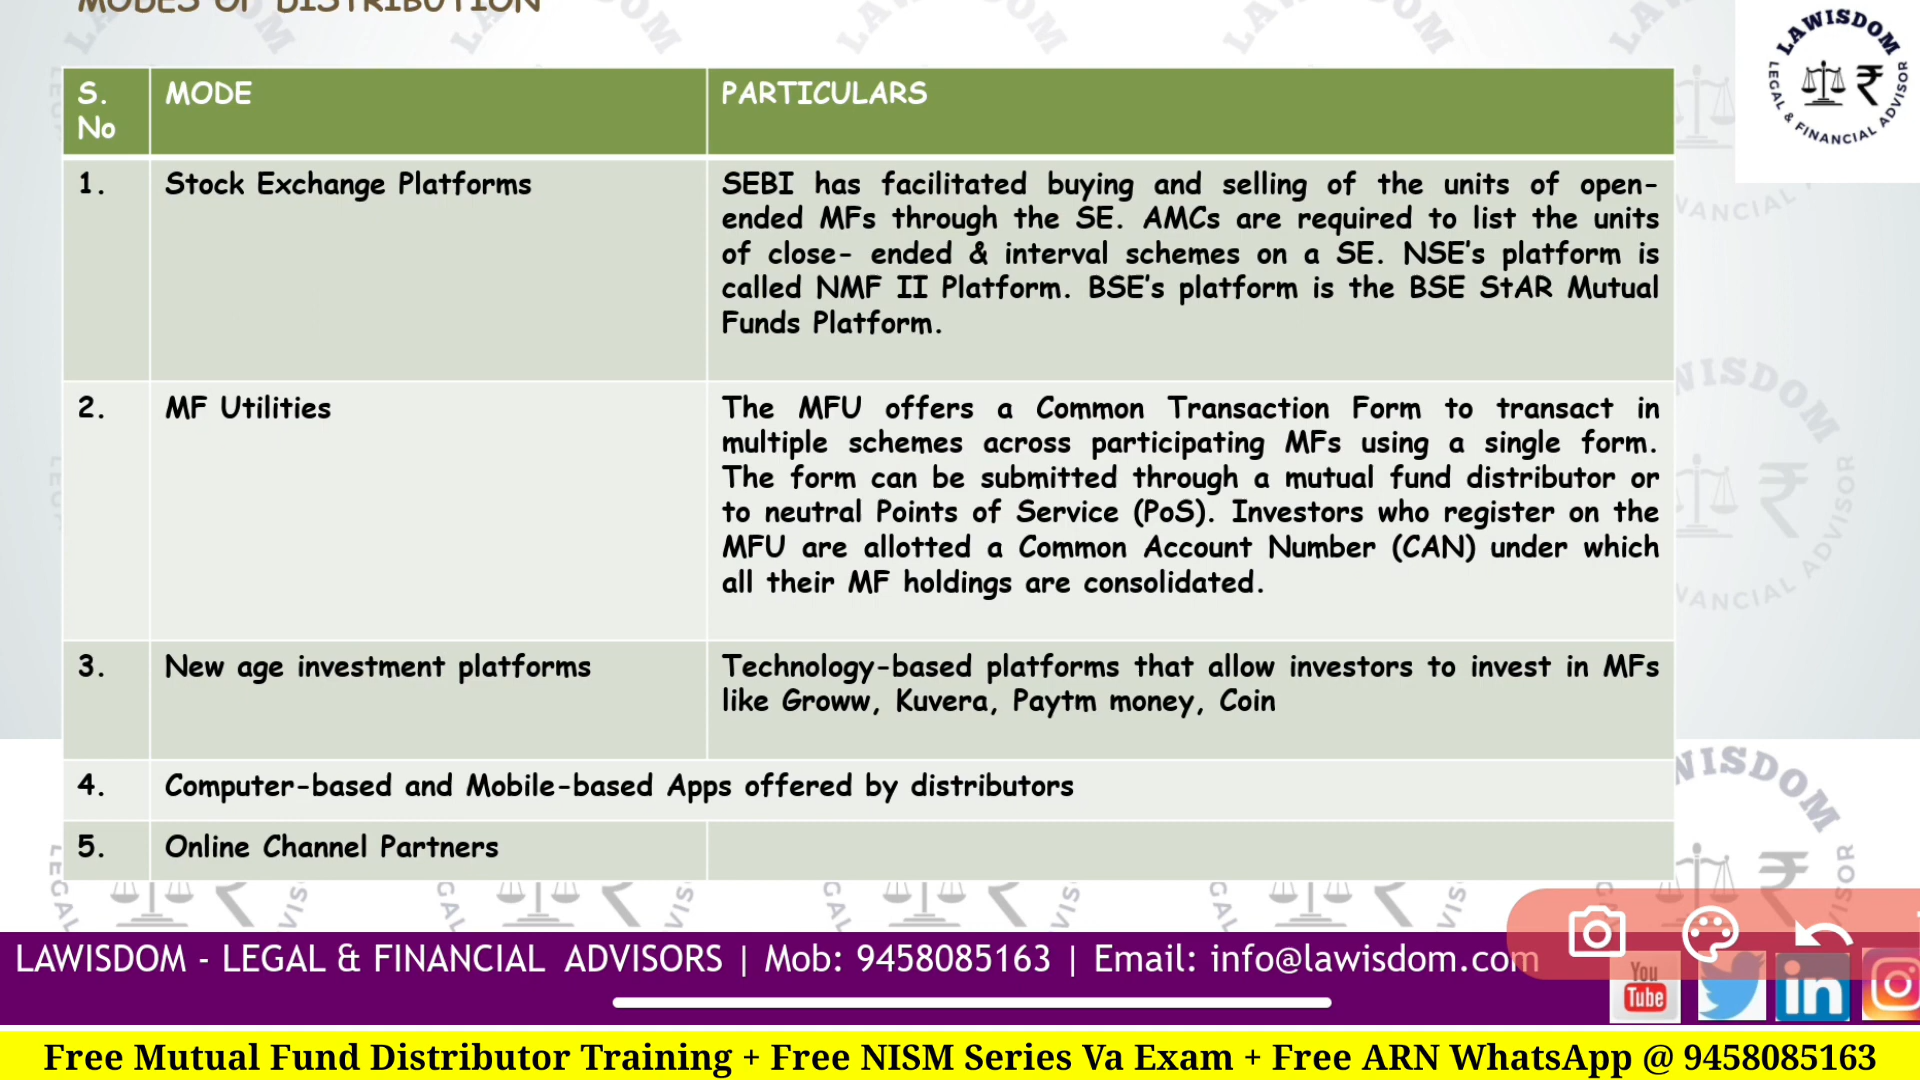 MODES OF DISTRIBUTION
LAWISDOM
LEGAL & FINANCIAL ADVISOR
S. No
MODE
PARTICULARS
1.
Stock Exchange Platforms
SEBI has facilitated buying and selling of the units of open-
ended MFs through the SE. AMCs are required to list the units
of close- ended & interval schemes on a SE. NSE's platform is
called NMF II Platform. BSE's platform is the BSE StAR Mutual
Funds Platform.
2.
MF Utilities
The MFU offers a Common Transaction Form to transact in
multiple schemes across participating MFs using a single form.
The form can be submitted through a mutual fund distributor or
to neutral Points of Service (PoS). Investors who register on the
MFU are allotted a Common Account Number (CAN) under which
all their MF holdings are consolidated.
3.
New age investment platforms
Technology-based platforms that allow investors to invest in MFs
like Groww, Kuvera, Paytm money, Coin
4.
Computer-based and Mobile-based Apps offered by distributors
5.
Online Channel Partners
LAWISDOM - LEGAL & FINANCIAL ADVISORS | Mob: 9458085163 | Email: info@lawisdom.com
You
Tube
in
Free Mutual Fund Distributor Training + Free NISM Series Va Exam + Free ARN WhatsApp @ 9458085163